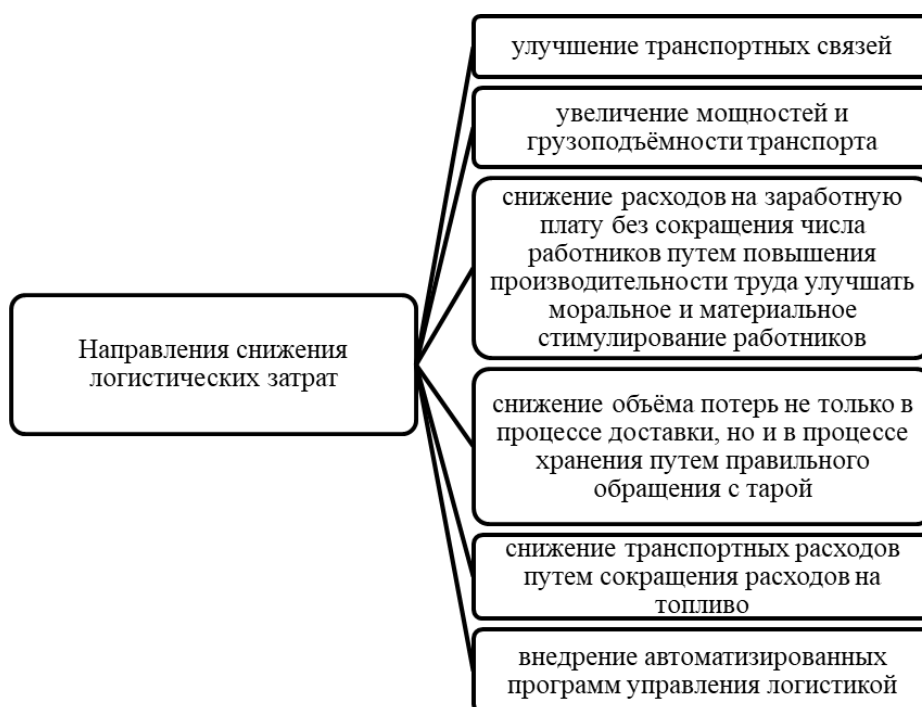 улучшение транспортных связей
увеличение мощностей и
грузоподъёмности транспорта
снижение расходов на заработную
плату без сокращения числа
работников путем повышения
производительности труда улучшать
моральное и материальное
стимулирование работников
Направления снижения
логистических затрат
снижение объёма потерь не только в
процессе доставки, но и в процессе
хранения путем правильного
обращения с тарой
снижение транспортных расходов
путем сокращения расходов на
топливо
внедрение автоматизированных
программ управления логистикой